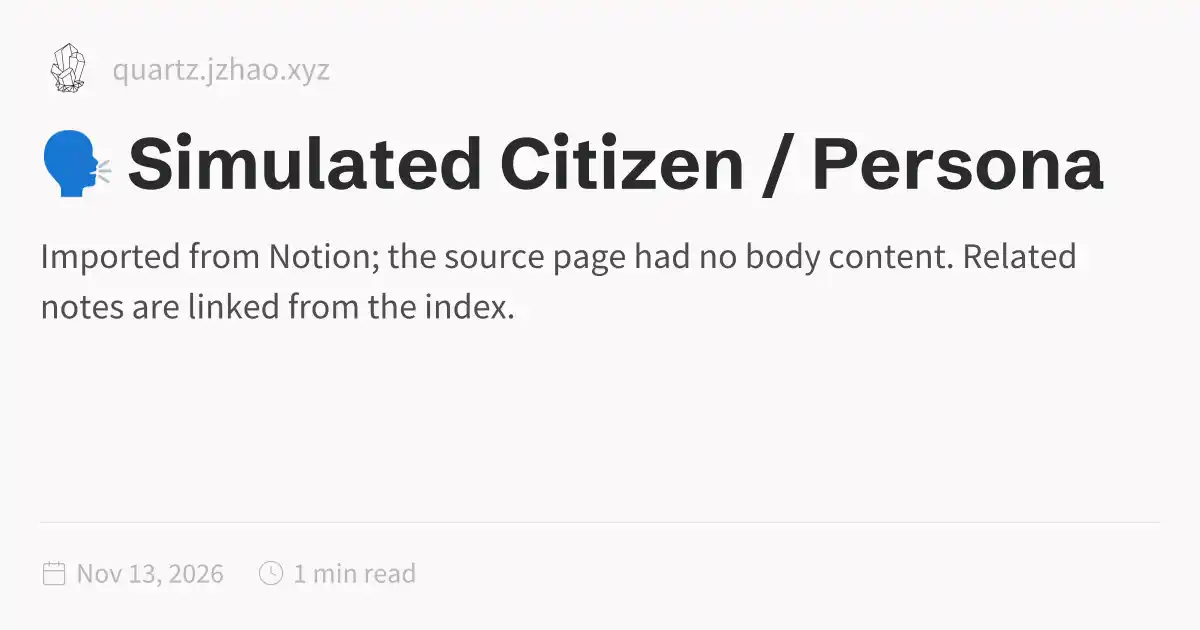 quartz.jzhao.xyz
🗣️ Simulated Citizen / Persona
Imported from Notion; the source page had no body content. Related
notes are linked from the index.
Nov 13, 2026 1 min read